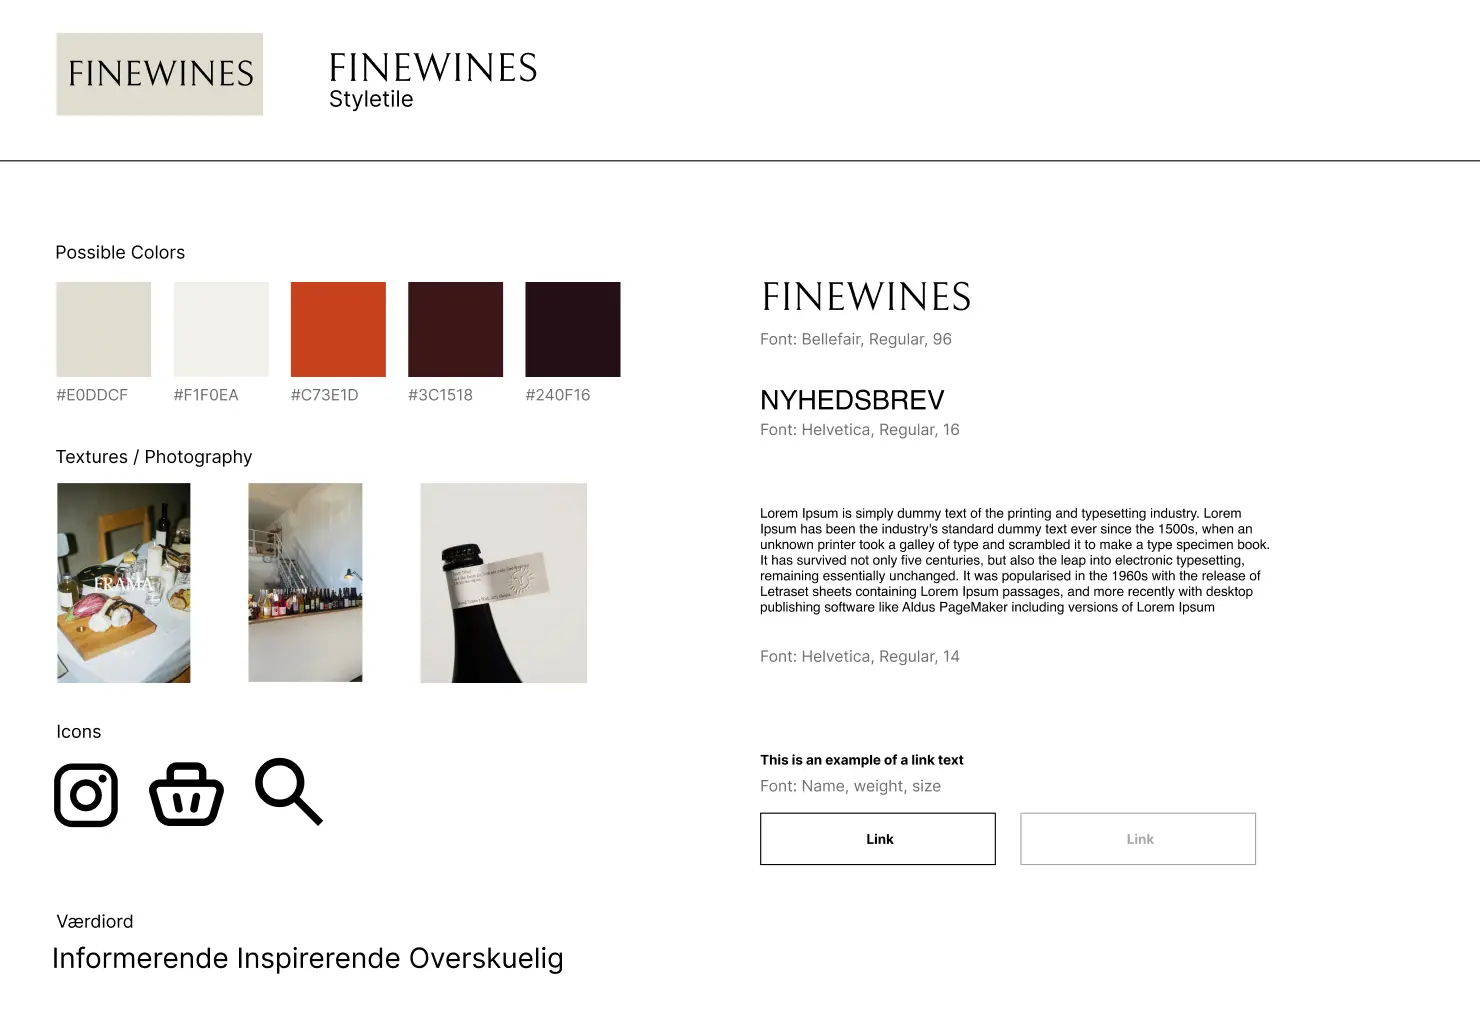 FINEWINES
FINEWINES
Styletile
Possible Colors
#E0DDCF
#F1F0EA
#C73E1D
#3C1518
#240F16
Textures / Photography
FRAMA
Icons
Værdiord
Informerende Inspirerende Overskuelig
FINEWINES
Font: Bellefair, Regular, 96
NYHEDSBREV
Font: Helvetica, Regular, 16
Lorem Ipsum is simply dummy text of the printing and typesetting industry. Lorem
Ipsum has been the industry's standard dummy text ever since the 1500s, when an
unknown printer took a galley of type and scrambled it to make a type specimen book.
It has survived not only five centuries, but also the leap into electronic typesetting,
remaining essentially unchanged. It was popularised in the 1960s with the release of
Letraset sheets containing Lorem Ipsum passages, and more recently with desktop
publishing software like Aldus PageMaker including versions of Lorem Ipsum
Font: Helvetica, Regular, 14
This is an example of a link text
Font: Name, weight, size
Link
Link